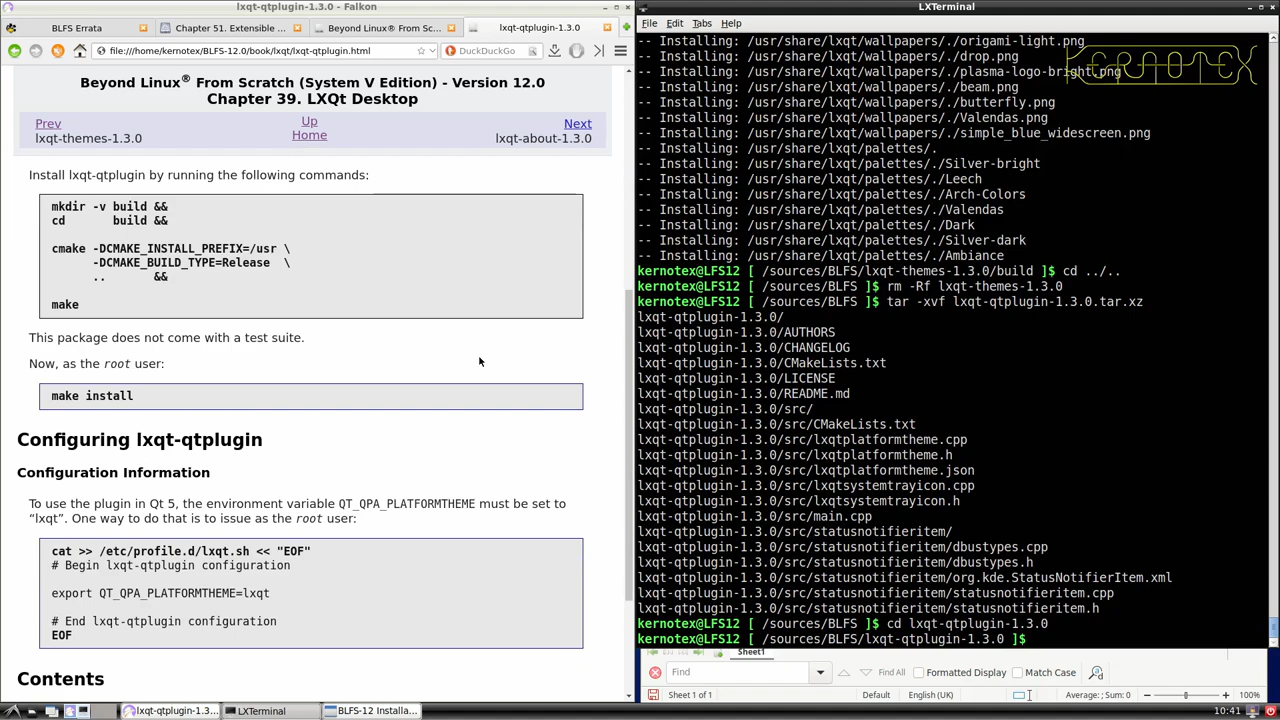 lxqt-qtplugin-1.3.0 - Falkon
BLFS Errata
Chapter 51. Extensible ...
Beyond Linux® From Sc...
lxqt-qtplugin-1.3.0
file:///home/kernotex/BLFS-12.0/book/lxqt/lxqt-qtplugin.html
DuckDuckGo
Beyond Linux® From Scratch (System V Edition) - Version 12.0
Chapter 39. LXQt Desktop
Prev
Up
Next
lxqt-themes-1.3.0
Home
lxqt-about-1.3.0
Install lxqt-qtplugin by running the following commands:
mkdir -v build &&
cd       build &&
cmake -DCMAKE_INSTALL_PREFIX=/usr \
-DCMAKE_BUILD_TYPE=Release  \
..       &&
make
This package does not come with a test suite.
Now, as the root user:
make install
Configuring lxqt-qtplugin
Configuration Information
To use the plugin in Qt 5, the environment variable QT_QPA_PLATFORMTHEME must be set to
“lxqt”. One way to do that is to issue as the root user:
cat >> /etc/profile.d/lxqt.sh << "EOF"
# Begin lxqt-qtplugin configuration
export QT_QPA_PLATFORMTHEME=lxqt
# End lxqt-qtplugin configuration
EOF
Contents
LXTerminal
File Edit Tabs Help
-- Installing: /usr/share/lxqt/wallpapers/./origami-light.png
-- Installing: /usr/share/lxqt/wallpapers/./drop.png
-- Installing: /usr/share/lxqt/wallpapers/./plasma-logo-bright.png
-- Installing: /usr/share/lxqt/wallpapers/./beam.png
-- Installing: /usr/share/lxqt/wallpapers/./butterfly.png
-- Installing: /usr/share/lxqt/wallpapers/./Valendas.png
-- Installing: /usr/share/lxqt/wallpapers/./simple_blue_widescreen.png
-- Installing: /usr/share/lxqt/palettes/.
-- Installing: /usr/share/lxqt/palettes/./Silver-bright
-- Installing: /usr/share/lxqt/palettes/./Leech
-- Installing: /usr/share/lxqt/palettes/./Arch-Colors
-- Installing: /usr/share/lxqt/palettes/./Valendas
-- Installing: /usr/share/lxqt/palettes/./Dark
-- Installing: /usr/share/lxqt/palettes/./Silver-dark
-- Installing: /usr/share/lxqt/palettes/./Ambiance
kernotex@LFS12 [ /sources/BLFS/lxqt-themes-1.3.0/build ]$ cd ../..
kernotex@LFS12 [ /sources/BLFS ]$ rm -Rf lxqt-themes-1.3.0
kernotex@LFS12 [ /sources/BLFS ]$ tar -xvf lxqt-qtplugin-1.3.0.tar.xz
lxqt-qtplugin-1.3.0/
lxqt-qtplugin-1.3.0/AUTHORS
lxqt-qtplugin-1.3.0/CHANGELOG
lxqt-qtplugin-1.3.0/CMakeLists.txt
lxqt-qtplugin-1.3.0/LICENSE
lxqt-qtplugin-1.3.0/README.md
lxqt-qtplugin-1.3.0/src/
lxqt-qtplugin-1.3.0/src/CMakeLists.txt
lxqt-qtplugin-1.3.0/src/lxqtplatformtheme.cpp
lxqt-qtplugin-1.3.0/src/lxqtplatformtheme.h
lxqt-qtplugin-1.3.0/src/lxqtplatformtheme.json
lxqt-qtplugin-1.3.0/src/lxqtsystemtrayicon.cpp
lxqt-qtplugin-1.3.0/src/lxqtsystemtrayicon.h
lxqt-qtplugin-1.3.0/src/main.cpp
lxqt-qtplugin-1.3.0/src/statusnotifieritem/
lxqt-qtplugin-1.3.0/src/statusnotifieritem/dbustypes.cpp
lxqt-qtplugin-1.3.0/src/statusnotifieritem/dbustypes.h
lxqt-qtplugin-1.3.0/src/statusnotifieritem/org.kde.StatusNotifierItem.xml
lxqt-qtplugin-1.3.0/src/statusnotifieritem/statusnotifieritem.cpp
lxqt-qtplugin-1.3.0/src/statusnotifieritem/statusnotifieritem.h
kernotex@LFS12 [ /sources/BLFS ]$ cd lxqt-qtplugin-1.3.0
kernotex@LFS12 [ /sources/BLFS/lxqt-qtplugin-1.3.0 ]$
KERNOTEX
Sheet1
Find
Find All
Formatted Display
Match Case
Sheet 1 of 1
Default
English (UK)
Average: ; Sum: 0
100%
lxqt-qtplugin-1.3....
LXTerminal
BLFS-12 Installa...
10:41